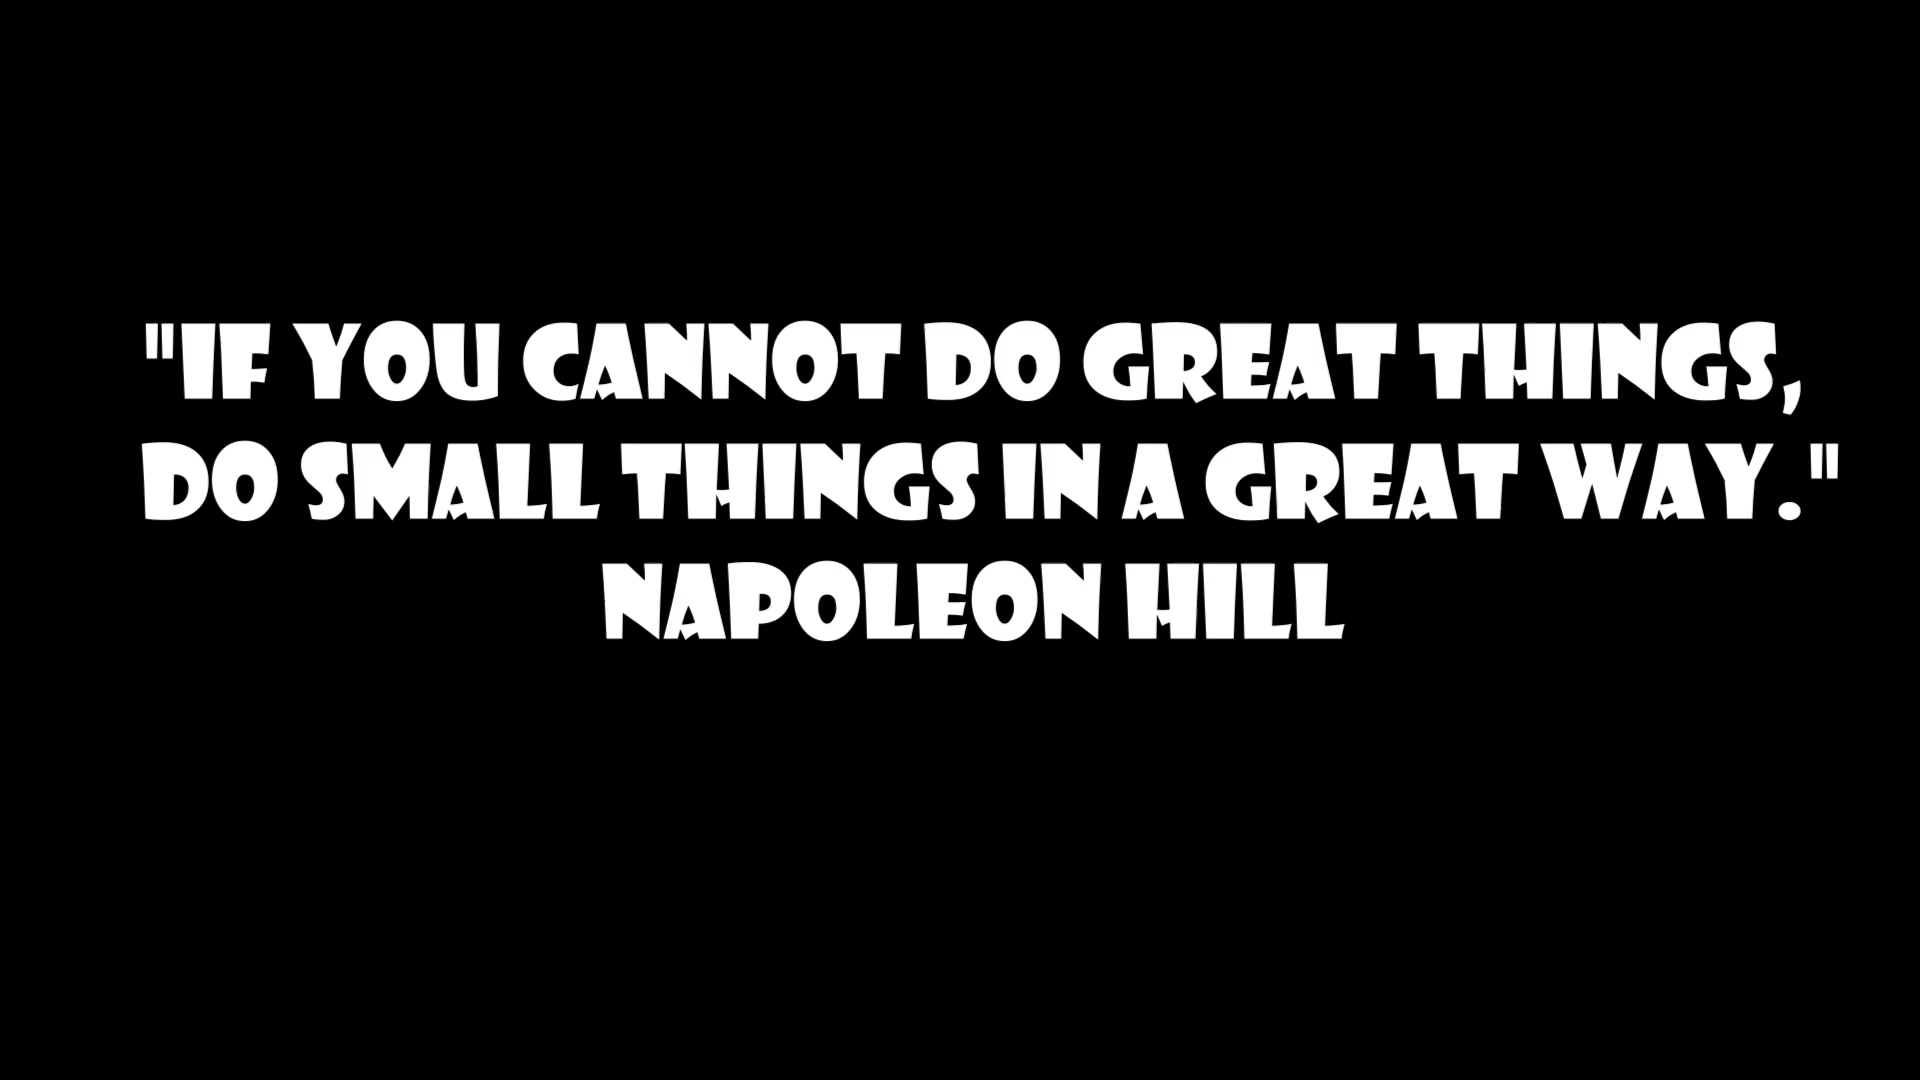 "IF YOU CANNOT DO GREAT THINGS,
DO SMALL THINGS IN A GREAT WAY."
NAPOLEON HILL